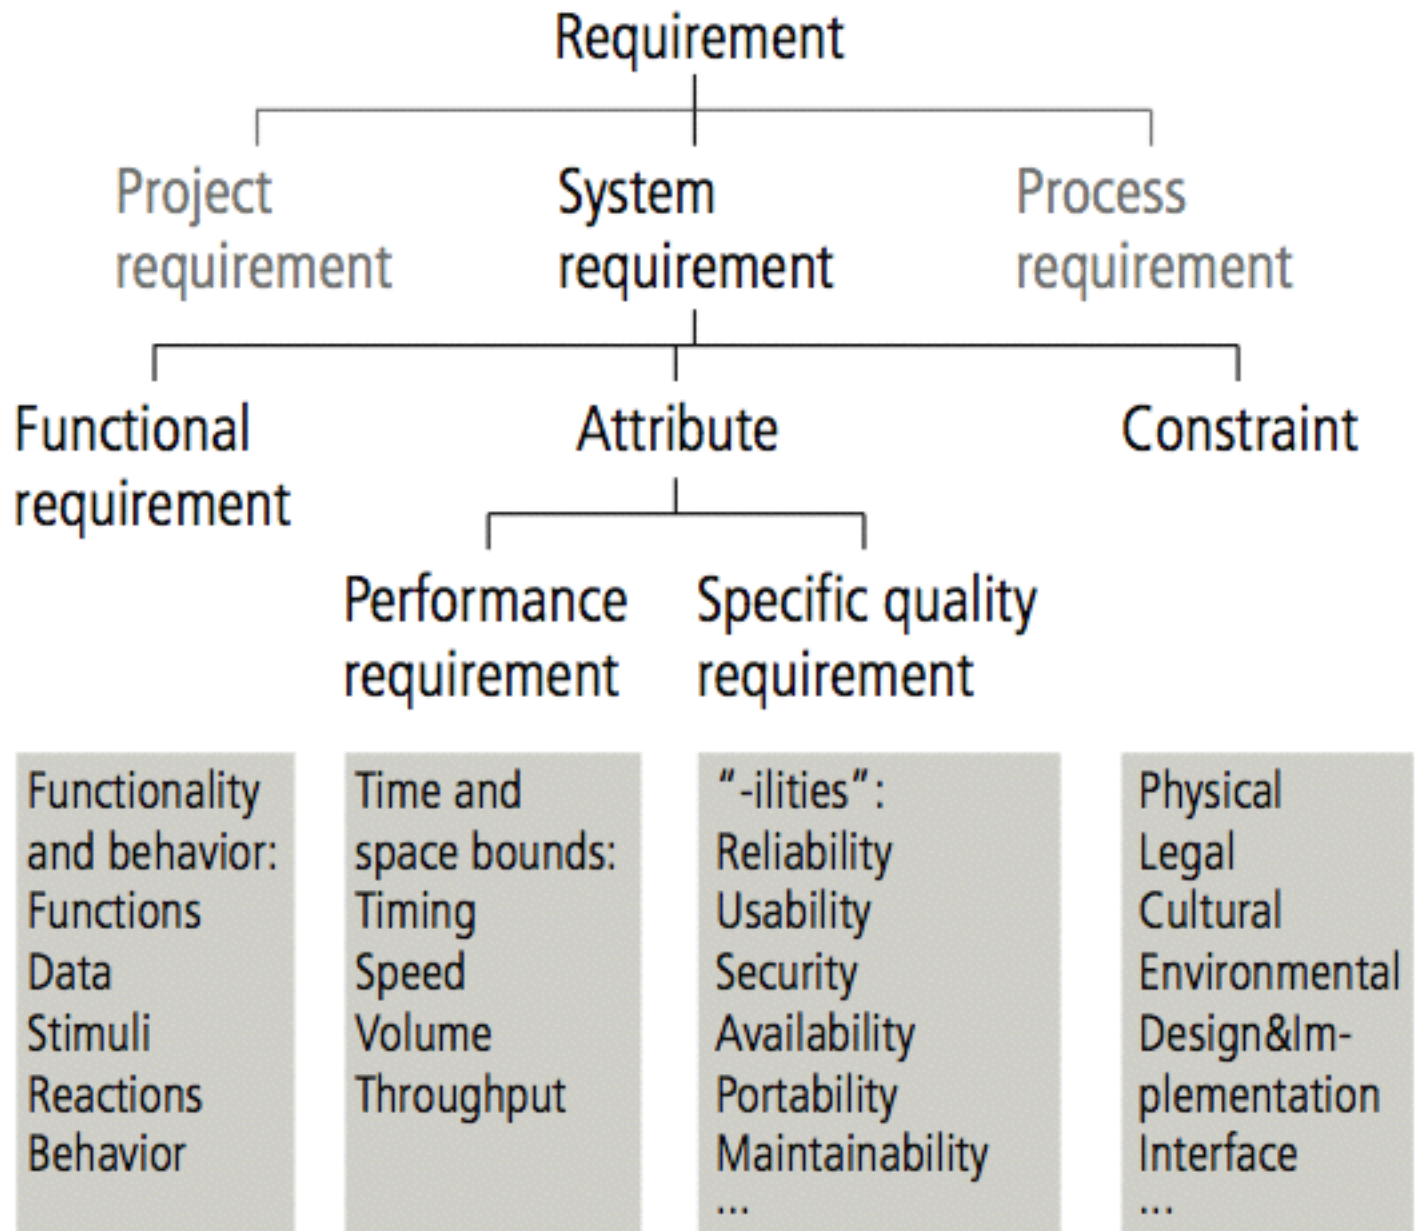 Requirement
Project
requirement
System
requirement
Process
requirement
Functional
requirement
Attribute
Constraint
Performance
requirement
Specific quality
requirement
Functionality
and behavior:
Functions
Data
Stimuli
Reactions
Behavior
Time and
space bounds:
Timing
Speed
Volume
Throughput
“-ilities”:
Reliability
Usability
Security
Availability
Portability
Maintainability
...
Physical
Legal
Cultural
Environmental
Design&Im-
plementation
Interface
...